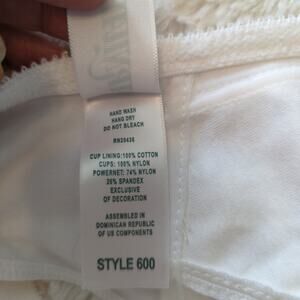 HAND WASH
HANG DRY
DO NOT BLEACH
RN20436
CUP LINING:100% COTTON
CUPS: 100% NYLON
POWERNET: 74% NYLON
26% SPANDEX
EXCLUSIVE
OF DECORATION
ASSEMBLED IN
DOMINICAN REPUBLIC
OF US COMPONENTS
STYLE 600